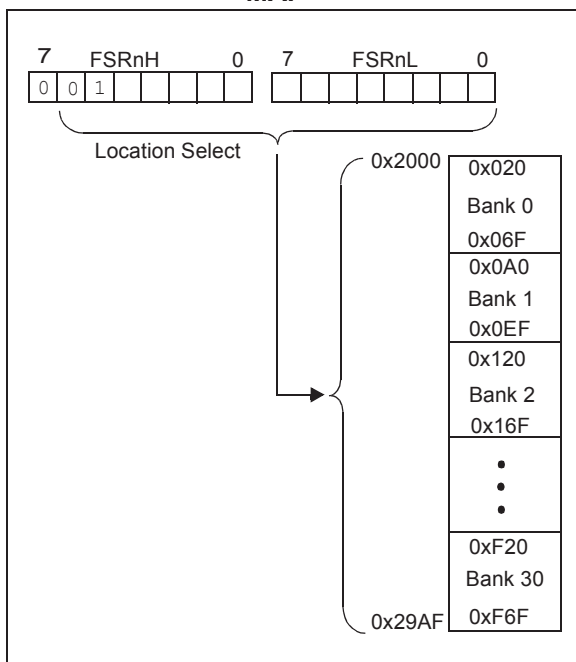 7 FSRnH 0 7 FSRnL 0
0 0 1
Location Select
0x2000 0x020
Bank 0
0x06F
0x0A0
Bank 1
0x0EF
0x120
Bank 2
0x16F
0xF20
Bank 30
0x29AF 0xF6F